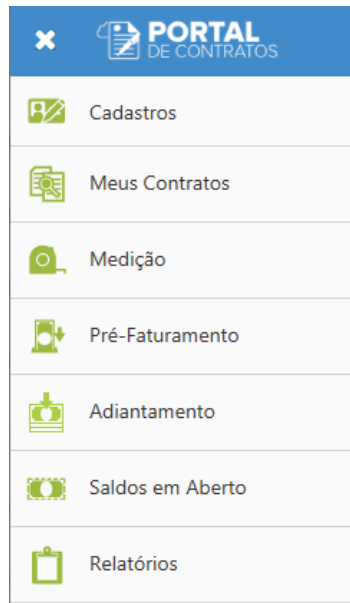 PORTAL
DE CONTRATOS
Cadastros
Meus Contratos
Medição
Pré-Faturamento
Adiantamento
Saldos em Aberto
Relatórios